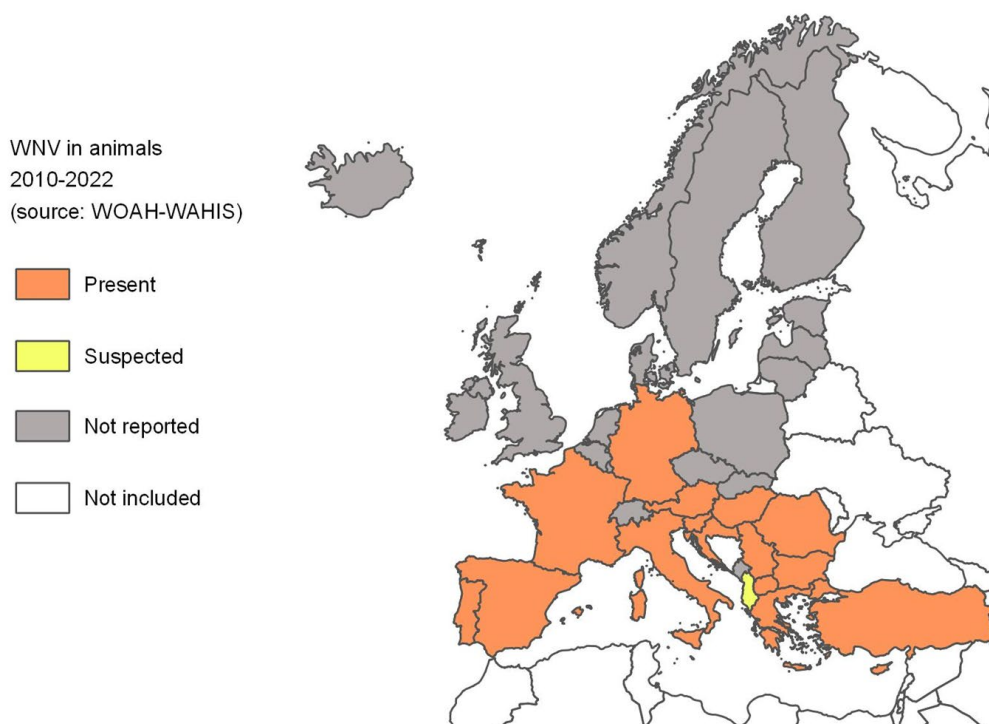 WNV in animals
2010-2022
(source: WOAH-WAHIS)
Present
Suspected
Not reported
Not included